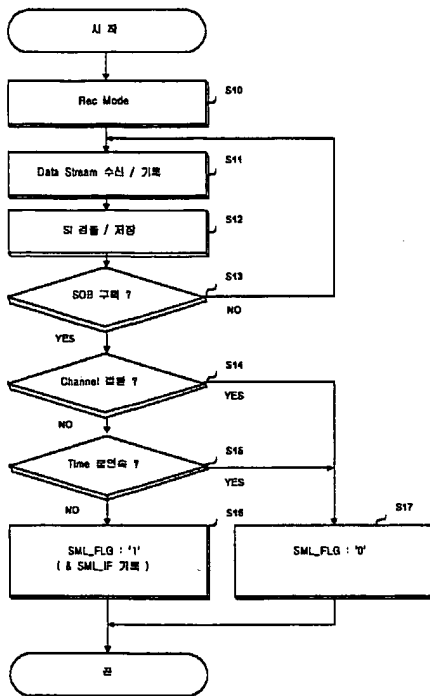 시 작
Rec Mode
S10
Data Stream 수신 / 기록
S11
SI 검출 / 저장
S12
SOB 구획 ?
S13
NO
YES
Channel 전환 ?
S14
YES
NO
Time 불연속 ?
S15
YES
NO
S16
SML_FLG : '1'
( & SML_IF 기록 )
S17
SML_FLG : '0'
끝